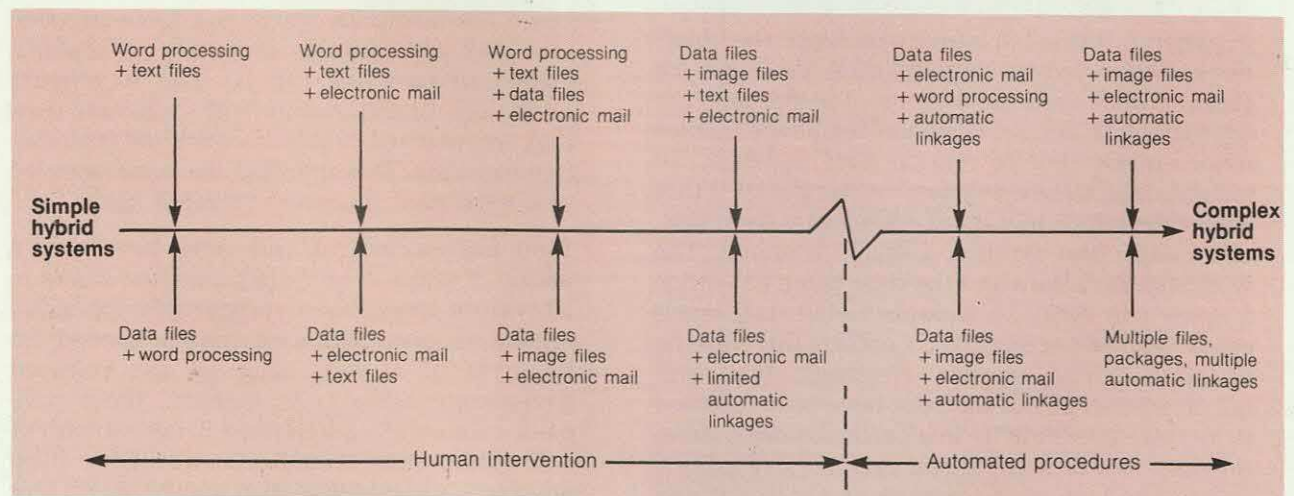 Word processing
+ text files
Word processing
+ text files
+ electronic mail
Word processing
+ text files
+ data files
+ electronic mail
Data files
+ image files
+ text files
+ electronic mail
Data files
+ electronic mail
+ word processing
+ automatic
linkages
Data files
+ image files
+ electronic mail
+ automatic
linkages
Simple
hybrid
systems
Complex
hybrid
systems
Data files
+ word processing
Data files
+ electronic mail
+ text files
Data files
+ image files
+ electronic mail
Data files
+ electronic mail
+ limited
automatic
linkages
Data files
+ image files
+ electronic mail
+ automatic linkages
Multiple files,
packages, multiple
automatic linkages
Human intervention
Automated procedures